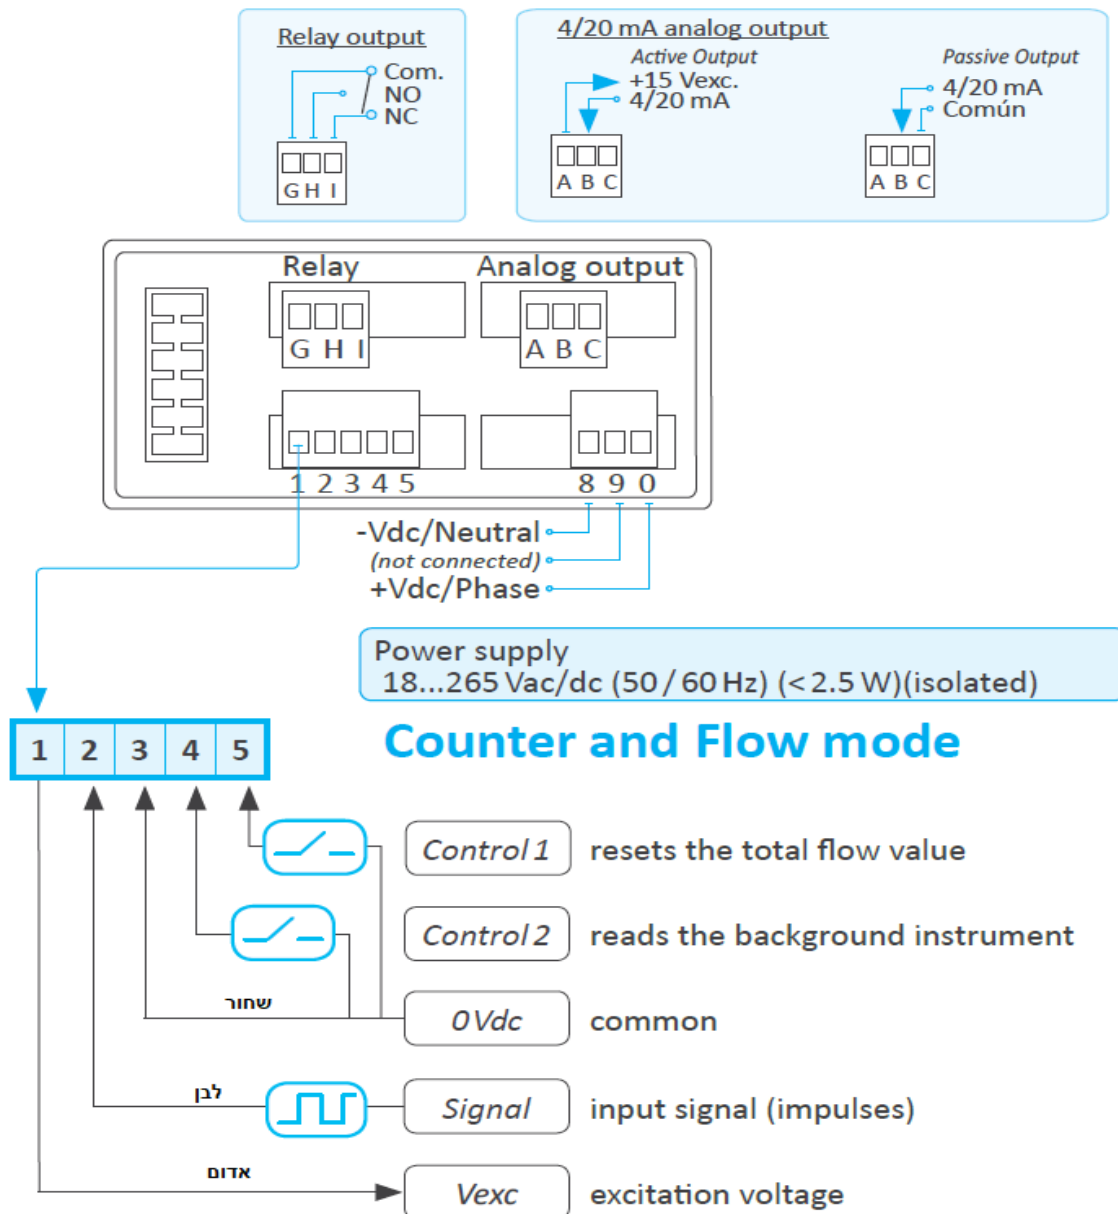 Relay output
Com.
NO
NC
G H I
4/20 mA analog output
Active Output
+15 Vexc.
4/20 mA
A B C
Passive Output
4/20 mA
Común
A B C
Relay
Analog output
G H I
A B C
1 2 3 4 5
8 9 0
-Vdc/Neutral
(not connected)
+Vdc/Phase
Power supply
18...265 Vac/dc (50 / 60 Hz) (< 2.5 W)(isolated)
Counter and Flow mode
1 2 3 4 5
Control 1 resets the total flow value
Control 2 reads the background instrument
שחור
0 Vdc common
לבן
Signal input signal (impulses)
אדום
Vexc excitation voltage